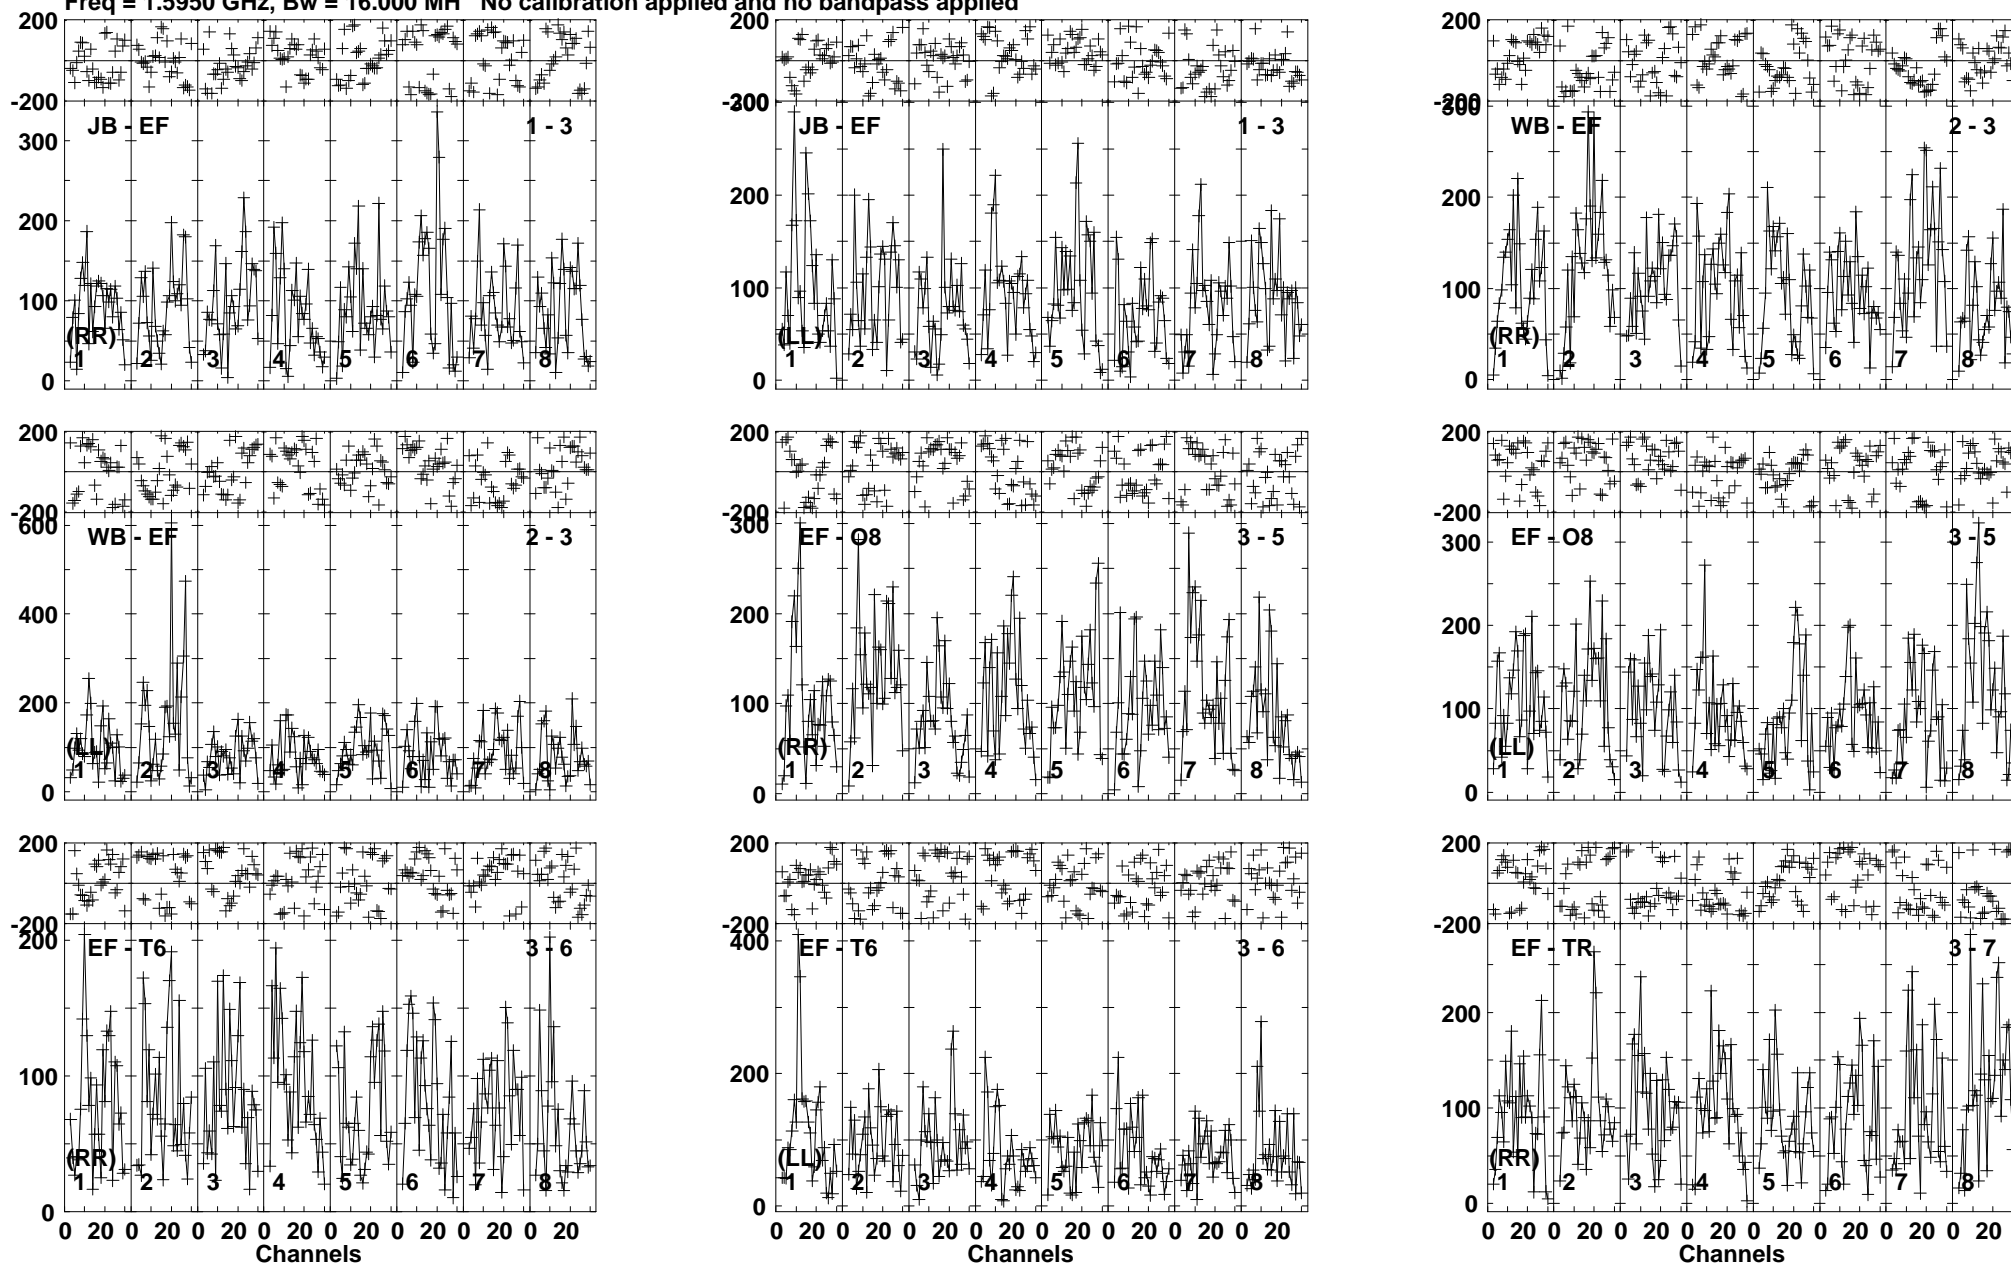 Freq = 1.5950 GHz, Bw = 16.000 MH No calibration applied and no bandpass applied
200 200 200
-200 -200 -200
JB - EF 1 - 3 300 JB - EF 1 - 3 300 WB - EF 2 - 3
300
200 200 200
100 100 100
(RR) (LL) (RR)
1 2 3 4 5 6 7 8 1 2 3 4 5 6 7 8 1 2 3 4 5 6 7 8
0 0 0
200 200 200
-200 -200 -200
600 WB - EF 2 - 3 300 EF - O8 3 - 5 300 EF - O8 3 - 5
400 200 200
200 100 100
(LL) (RR) (LL)
1 2 3 4 5 6 7 8 1 2 3 4 5 6 7 8 1 2 3 4 5 6 7 8
0 0 0
200 200 200
-200 -200 -200
200 EF - T6 3 - 6 400 EF - T6 3 - 6 EF - TR 3 - 7
200
100 200 100
(RR) (LL) (RR)
1 2 3 4 5 6 7 8 1 2 3 4 5 6 7 8 1 2 3 4 5 6 7 8
0 0 0
0 20 0 20 0 20 0 20 0 20 0 20 0 20 0 20 0 20 0 20 0 20 0 20 0 20 0 20 0 20 0 20 0 20 0 20 0 20 0 20 0 20 0 20 0 20 0 20
Channels Channels Channels